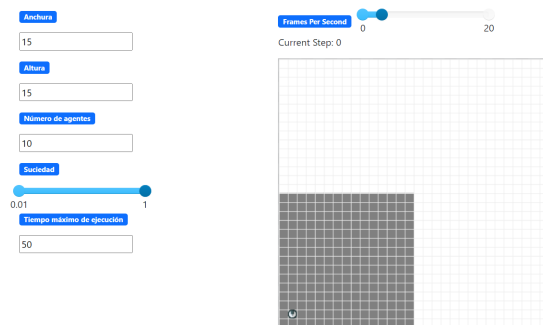 Anchura
15
Altura
15
Número de agentes
10
Suciedad
0.01 1
Tiempo máximo de ejecución
50
Frames Per Second
0 20
Current Step: 0